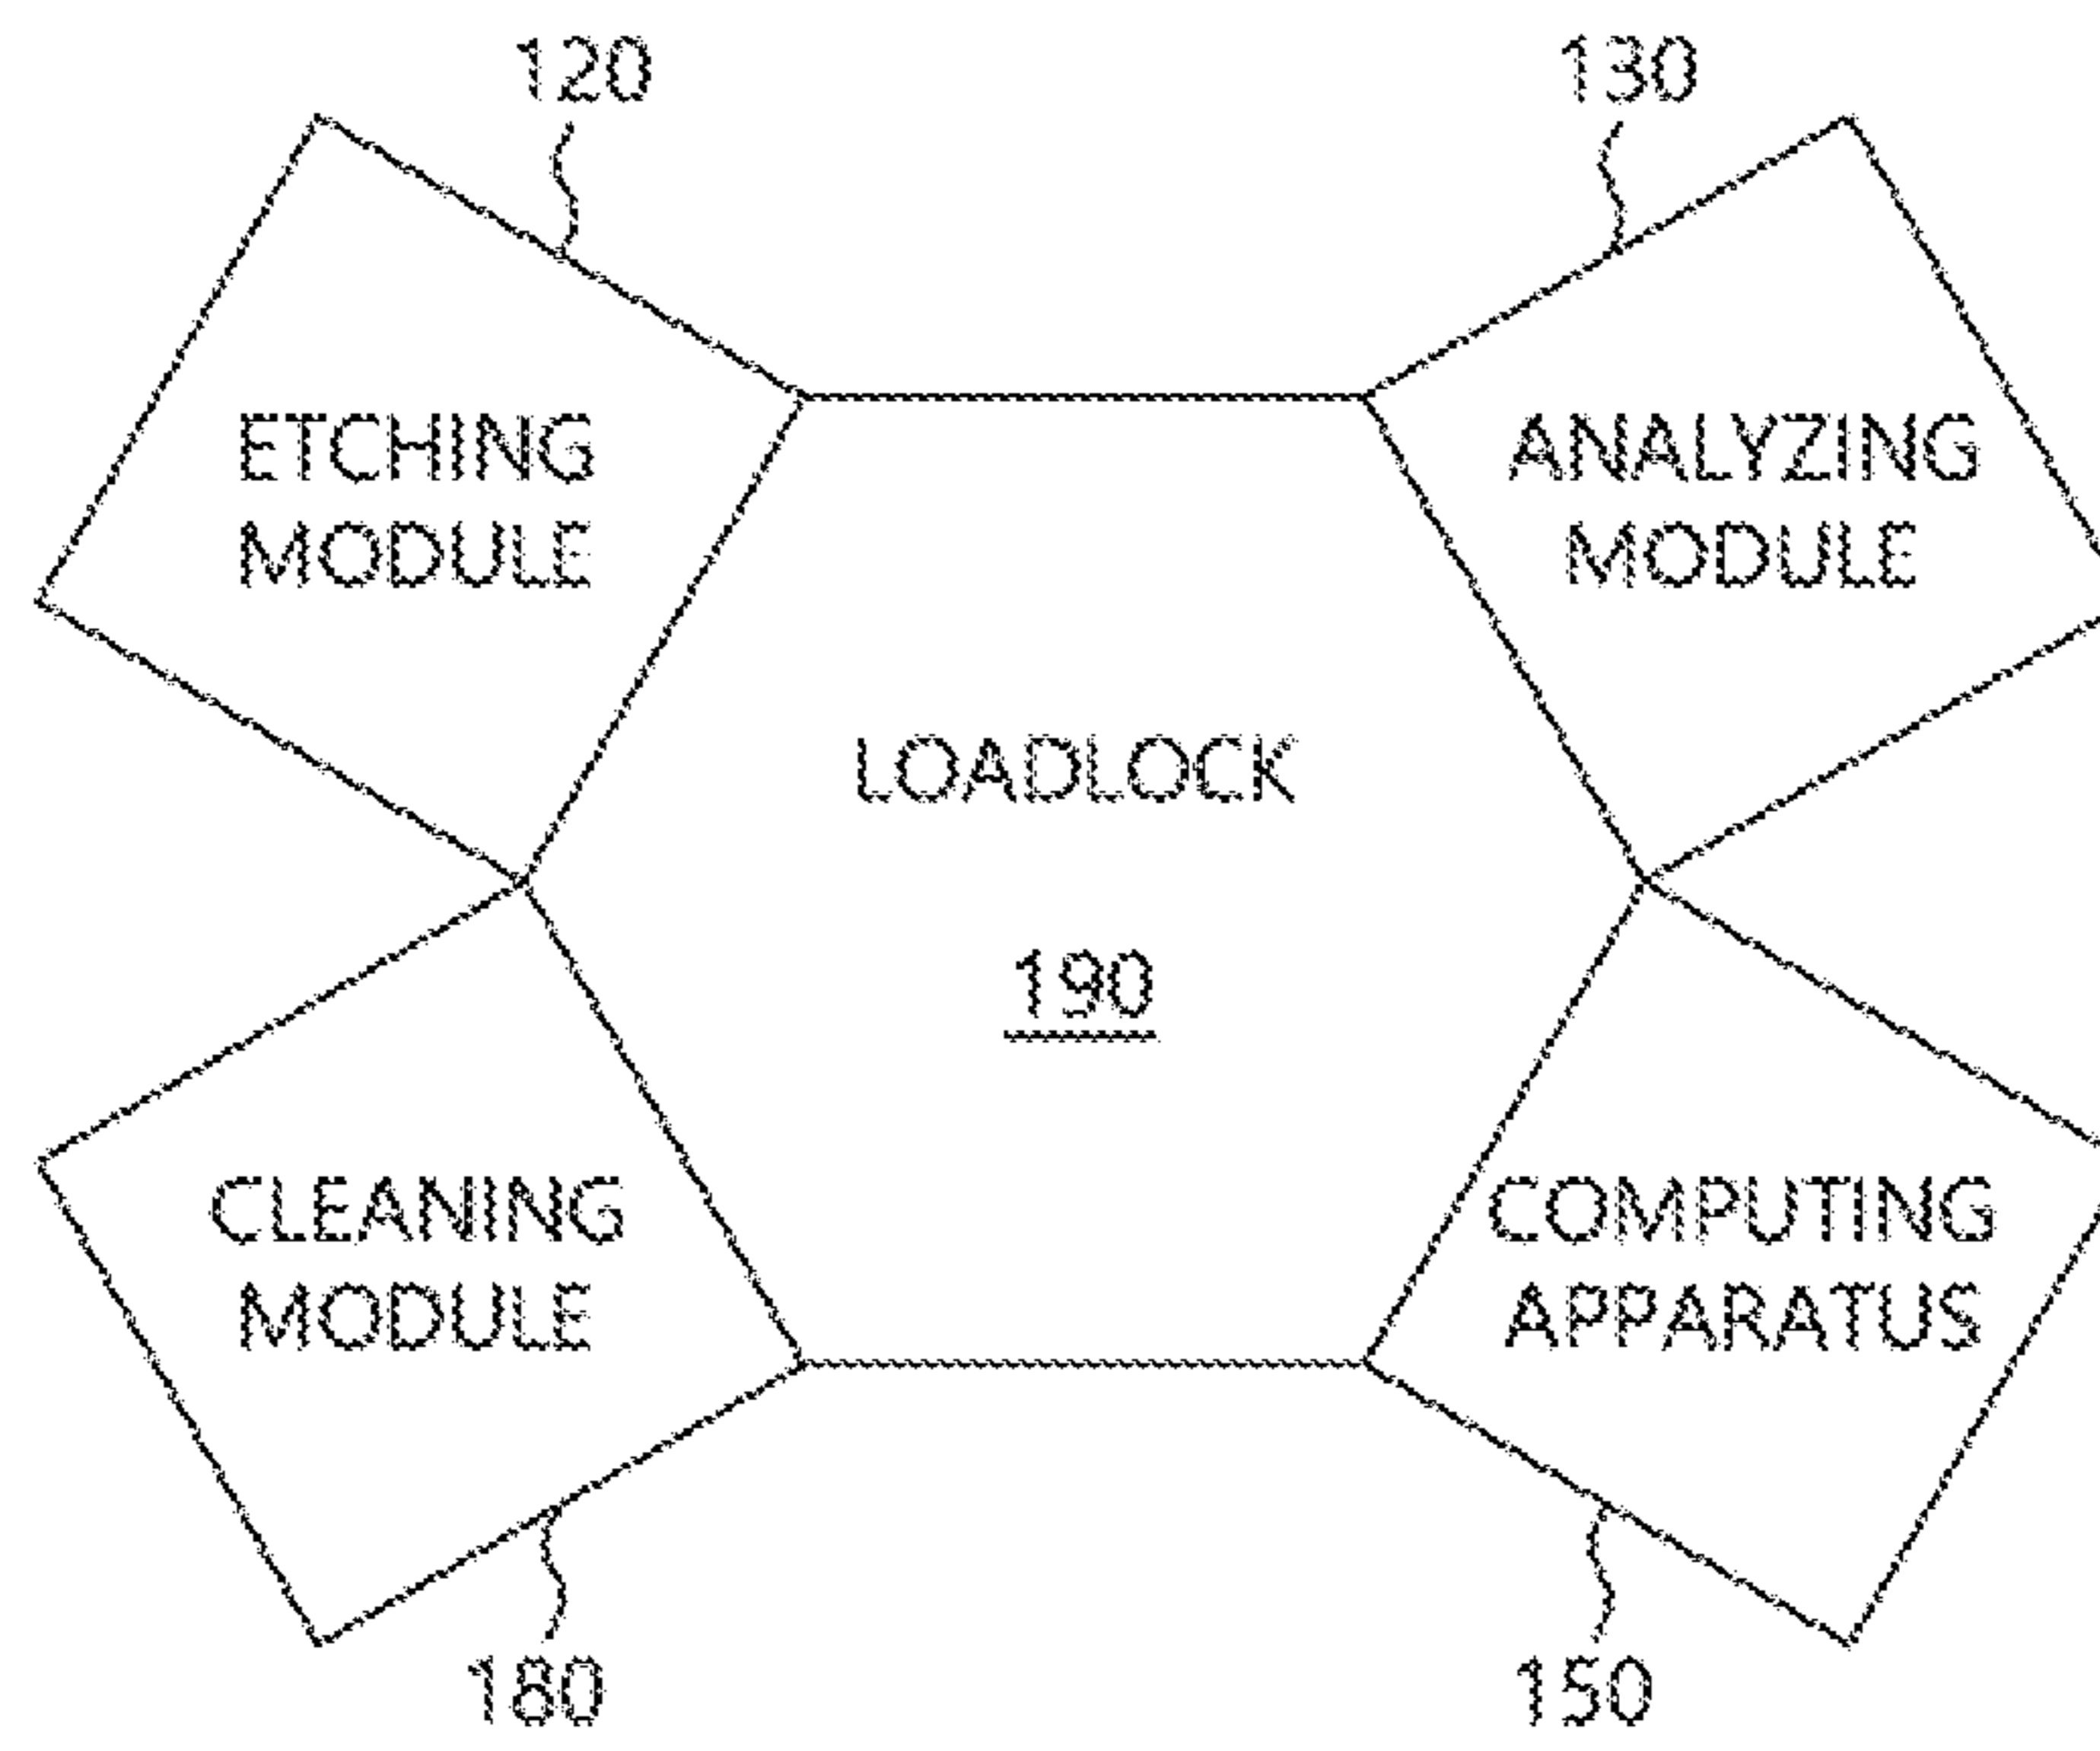 120
130
ETCHING
MODULE
ANALYZING
MODULE
LOADLOCK
190
CLEANING
MODULE
COMPUTING
APPARATUS
180
150